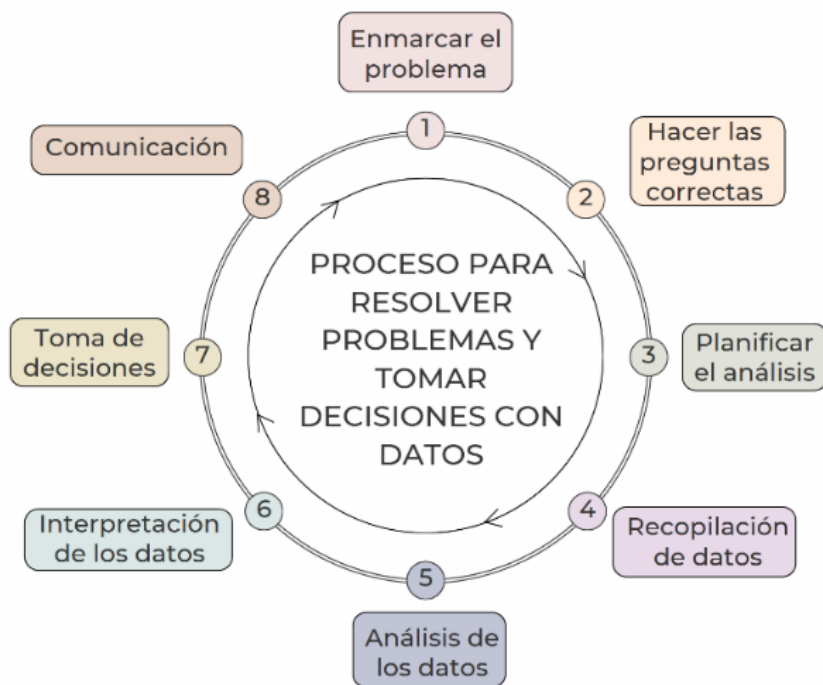 Enmarcar el
problema
1
Hacer las
preguntas
correctas
2
Planificar
el análisis
3
Recopilación
de datos
4
Análisis de
los datos
5
Interpretación
de los datos
6
Toma de
decisiones
7
Comunicación
8
PROCESO PARA
RESOLVER
PROBLEMAS Y
TOMAR
DECISIONES CON
DATOS